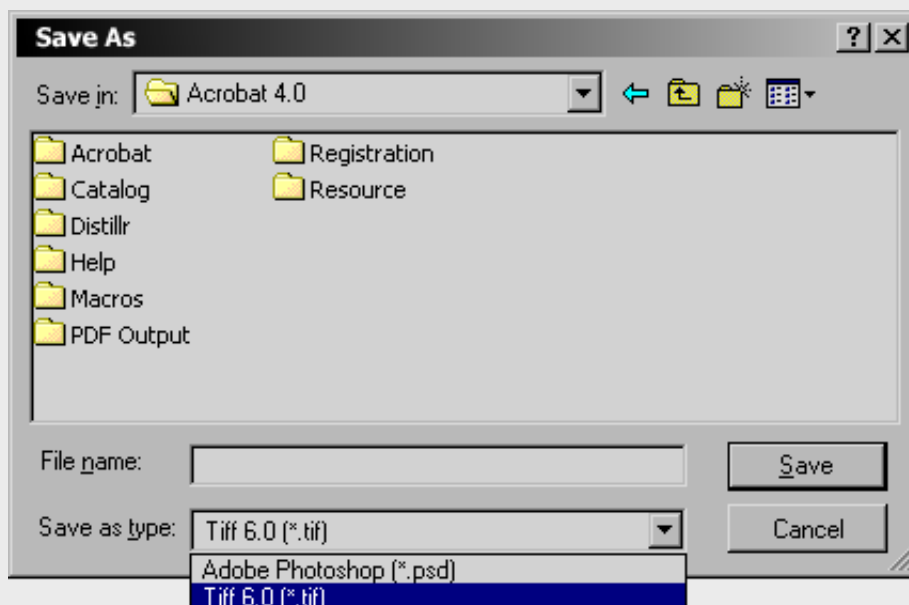 Save As
Save in: Acrobat 4.0
Acrobat Registration
Catalog Resource
Distillr
Help
Macros
PDF Output
File name: Save
Save as type: Tiff 6.0 (*.tif) Cancel
Adobe Photoshop (*.psd)
Tiff 6.0 (*.tif)